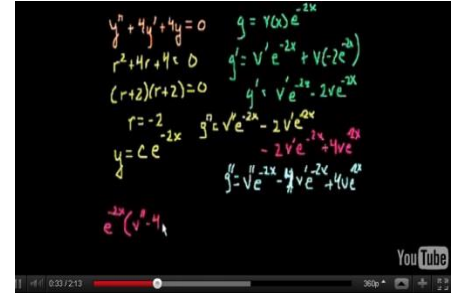 y'' + 4y' + 4y = 0
r² + 4r + 4 = 0
(r+2)(r+2) = 0
r = -2
y = ce^-2x
y = v(x)e^-2x
y' = v'e^-2x + v(-2e^-2x)
y' = v'e^-2x - 2ve^-2x
y'' = v''e^-2x - 2v'e^-2x
- 2v'e^-2x + 4ve^-2x
y'' = v''e^-2x - 4v'e^-2x + 4ve^-2x
e^-2x (v'' - 4
YouTube
0:33 / 2:13
360p